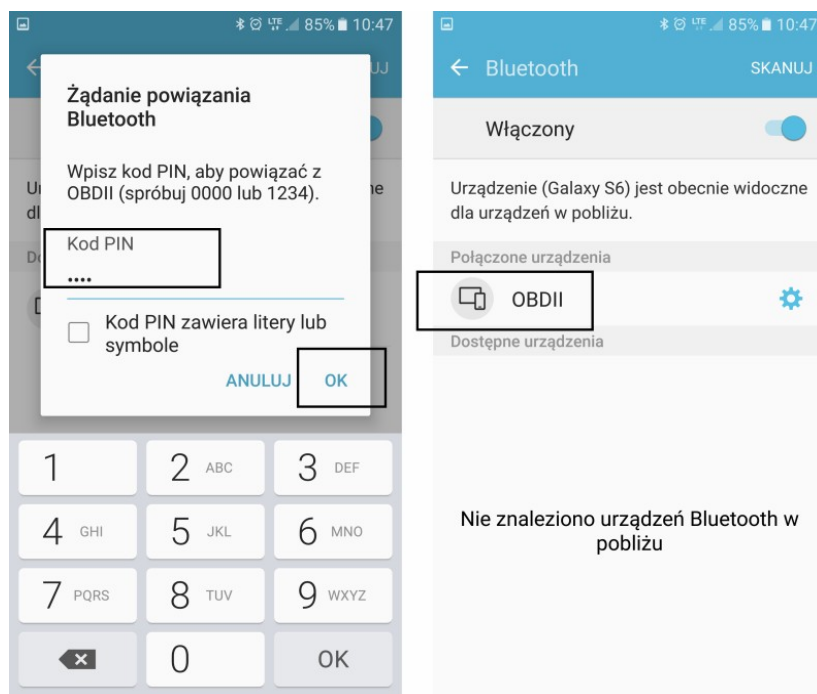 LTE 85% 10:47
UJ
Żądanie powiązania
Bluetooth
Wpisz kod PIN, aby powiązać z
OBDII (spróbuj 0000 lub 1234).
Kod PIN
....
Kod PIN zawiera litery lub
symbole
ANULUJ OK
1
2 ABC
3 DEF
4 GHI
5 JKL
6 MNO
7 PQRS
8 TUV
9 WXYZ
0
OK
LTE 85% 10:47
Bluetooth SKANUJ
Włączony
Urządzenie (Galaxy S6) jest obecnie widoczne
dla urządzeń w pobliżu.
Połączone urządzenia
OBDII
Dostępne urządzenia
Nie znaleziono urządzeń Bluetooth w
pobliżu